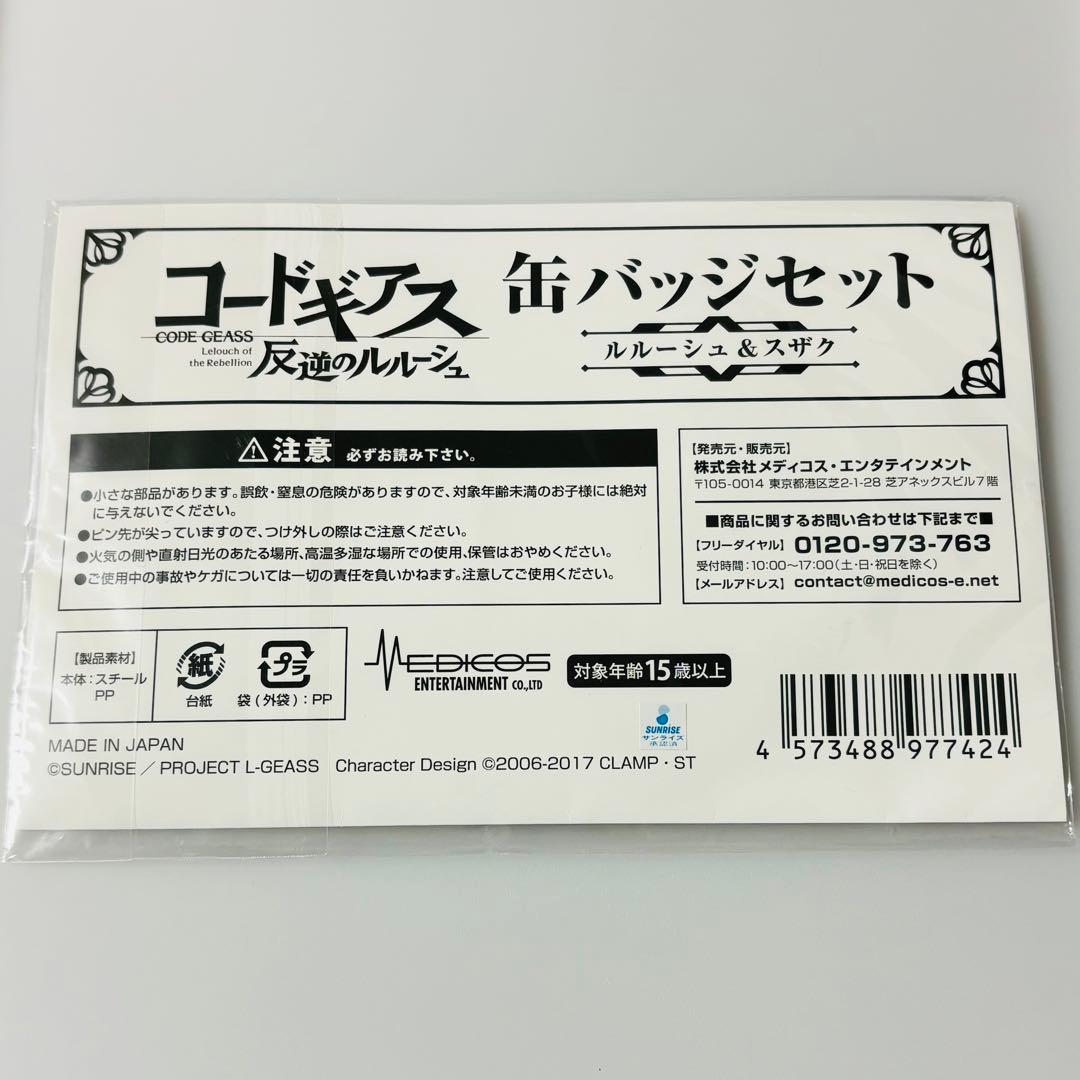 コードギアス
CODE GEASS
Lelouch of
the Rebellion
反逆のルルーシュ
缶バッジセット
ルルーシュ&スザク
注意 必ずお読み下さい。
●小さな部品があります。誤飲・窒息の危険がありますので、対象年齢未満のお子様には絶対
に与えないでください。
●ピン先が尖っていますので、つけ外しの際はご注意ください。
●火気の側や直射日光のあたる場所、高温多湿な場所での使用、保管はおやめください。
●ご使用中の事故やケガについては一切の責任を負いかねます。注意してご使用ください。
【発売元・販売元】
株式会社メディコス・エンタテインメント
〒105-0014 東京都港区芝2-1-28 芝アネックスビル7階
■商品に関するお問い合わせは下記まで■
【フリーダイヤル】 0120-973-763
受付時間:10:00〜17:00(土・日・祝日を除く)
【メールアドレス】 contact@medicos-e.net
【製品素材】
本体:スチール
PP
紙
台紙
プラ
袋(外袋):PP
MEDICOS
ENTERTAINMENT CO.,LTD
対象年齢15歳以上
SUNRISE
サンライズ
承認済
4 573488 977424
MADE IN JAPAN
©SUNRISE/PROJECT L-GEASS Character Design ©2006-2017 CLAMP・ST